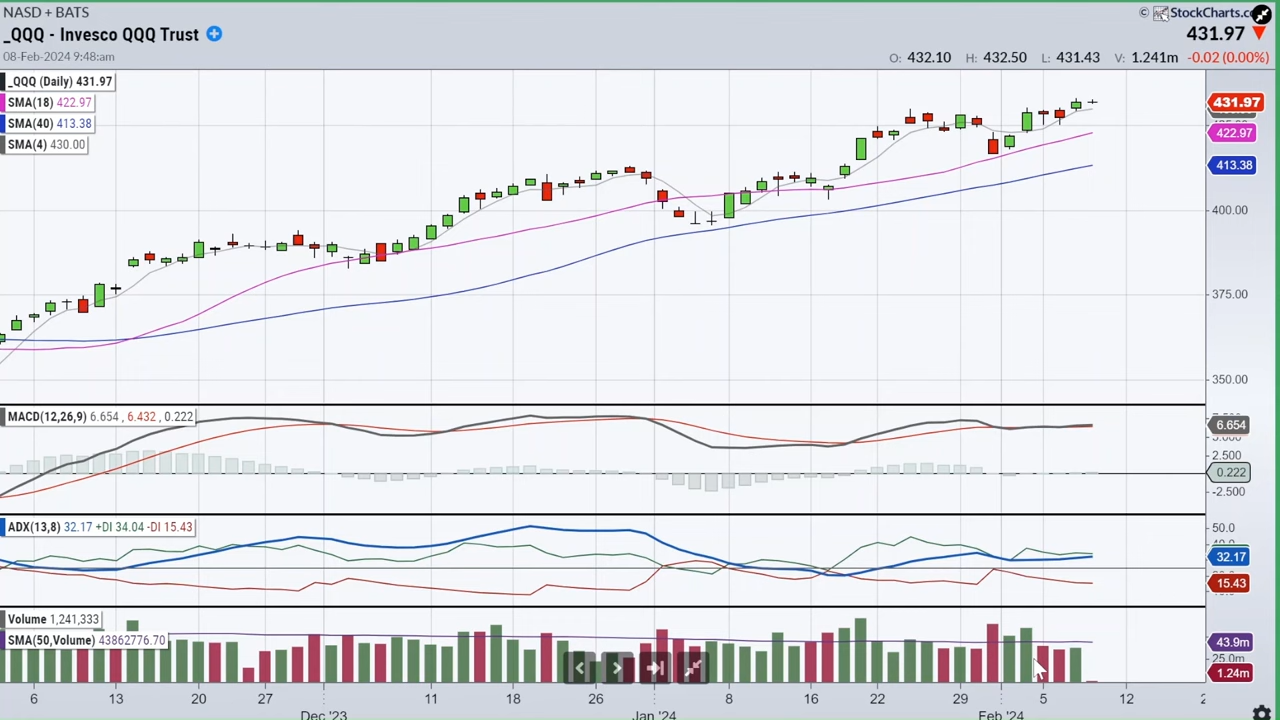 NASD + BATS
© StockCharts.c
_QQQ - Invesco QQQ Trust
431.97
08-Feb-2024 9:48:am
O: 432.10 H: 432.50 L: 431.43 V: 1.241m -0.02 (0.00%)
_QQQ (Daily) 431.97
SMA(18) 422.97
SMA(40) 413.38
SMA(4) 430.00
431.97
422.97
413.38
400.00
375.00
350.00
MACD(12,26,9) 6.654 , 6.432 , 0.222
6.654
2.500
0.222
-2.500
ADX(13,8) 32.17 +DI 34.04 -DI 15.43
50.0
32.17
15.43
Volume 1,241,333
SMA(50,Volume) 43862776.70
43.9m
25.0m
1.24m
6 13 20 27 11 18 26 8 16 22 29 5 12 2
Dec '23 Jan '24 Feb '24